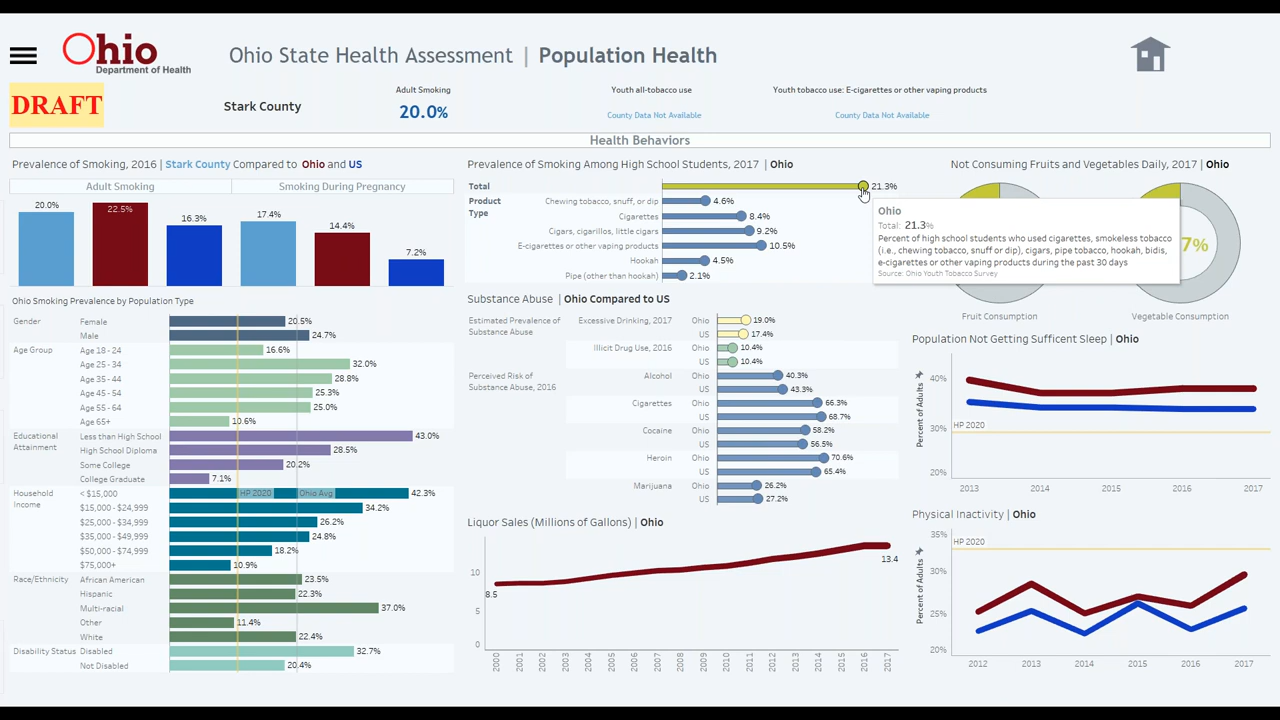 Ohio
Department of Health
Ohio State Health Assessment | Population Health
DRAFT
Stark County
Adult Smoking
20.0%
Youth all-tobacco use
County Data Not Available
Youth tobacco use: E-cigarettes or other vaping products
County Data Not Available
Health Behaviors
Prevalence of Smoking, 2016 | Stark County Compared to Ohio and US
Adult Smoking
Smoking During Pregnancy
20.0%
22.5%
16.3%
17.4%
14.4%
7.2%
Ohio Smoking Prevalence by Population Type
Gender
Female 20.5%
Male 24.7%
Age Group
Age 18 - 24 16.6%
Age 25 - 34 32.0%
Age 35 - 44 28.8%
Age 45 - 54 25.3%
Age 55 - 64 25.0%
Age 65+ 10.6%
Educational
Attainment
Less than High School 43.0%
High School Diploma 28.5%
Some College 20.2%
College Graduate 7.1%
Household
Income
< $15,000 HP 2020 Ohio Avg 42.3%
$15,000 - $24,999 34.2%
$25,000 - $34,999 26.2%
$35,000 - $49,999 24.8%
$50,000 - $74,999 18.2%
$75,000+ 10.9%
Race/Ethnicity
African American 23.5%
Hispanic 22.3%
Multi-racial 37.0%
Other 11.4%
White 22.4%
Disability Status
Disabled 32.7%
Not Disabled 20.4%
Prevalence of Smoking Among High School Students, 2017 | Ohio
Total 21.3%
Product
Type
Chewing tobacco, snuff, or dip 4.6%
Cigarettes 8.4%
Cigars, cigarillos, little cigars 9.2%
E-cigarettes or other vaping products 10.5%
Hookah 4.5%
Pipe (other than hookah) 2.1%
Ohio
Total: 21.3%
Percent of high school students who used cigarettes, smokeless tobacco
(i.e., chewing tobacco, snuff or dip), cigars, pipe tobacco, hookah, bidis,
e-cigarettes or other vaping products during the past 30 days
Source: Ohio Youth Tobacco Survey
Substance Abuse | Ohio Compared to US
Estimated Prevalence of
Substance Abuse
Excessive Drinking, 2017 Ohio 19.0%
US 17.4%
Illicit Drug Use, 2016 Ohio 10.4%
US 10.4%
Perceived Risk of
Substance Abuse, 2016
Alcohol Ohio 40.3%
US 43.3%
Cigarettes Ohio 66.3%
US 68.7%
Cocaine Ohio 58.2%
US 56.5%
Heroin Ohio 70.6%
US 65.4%
Marijuana Ohio 26.2%
US 27.2%
Liquor Sales (Millions of Gallons) | Ohio
10
5
0
8.5
13.4
2000
2001
2002
2003
2004
2005
2006
2007
2008
2009
2010
2011
2012
2013
2014
2015
2016
2017
Not Consuming Fruits and Vegetables Daily, 2017 | Ohio
7%
Fruit Consumption
Vegetable Consumption
Population Not Getting Sufficent Sleep | Ohio
Percent of Adults
40%
30%
20%
HP 2020
2013 2014 2015 2016 2017
Physical Inactivity | Ohio
Percent of Adults
35%
30%
25%
20%
HP 2020
2012 2013 2014 2015 2016 2017